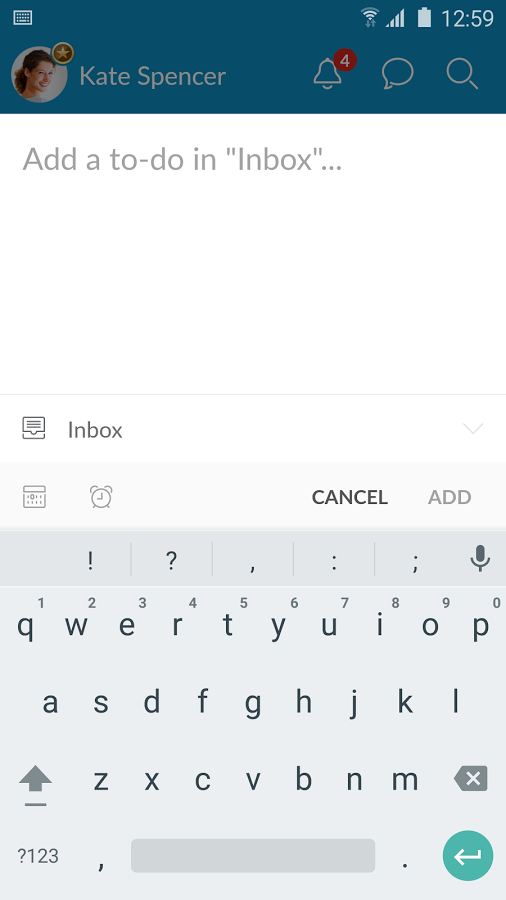 12:59
Kate Spencer
4
Add a to-do in "Inbox"...
Inbox
CANCEL ADD
! ? , : ;
1 2 3 4 5 6 7 8 9 0
q w e r t y u i o p
a s d f g h j k l
z x c v b n m
?123 , .